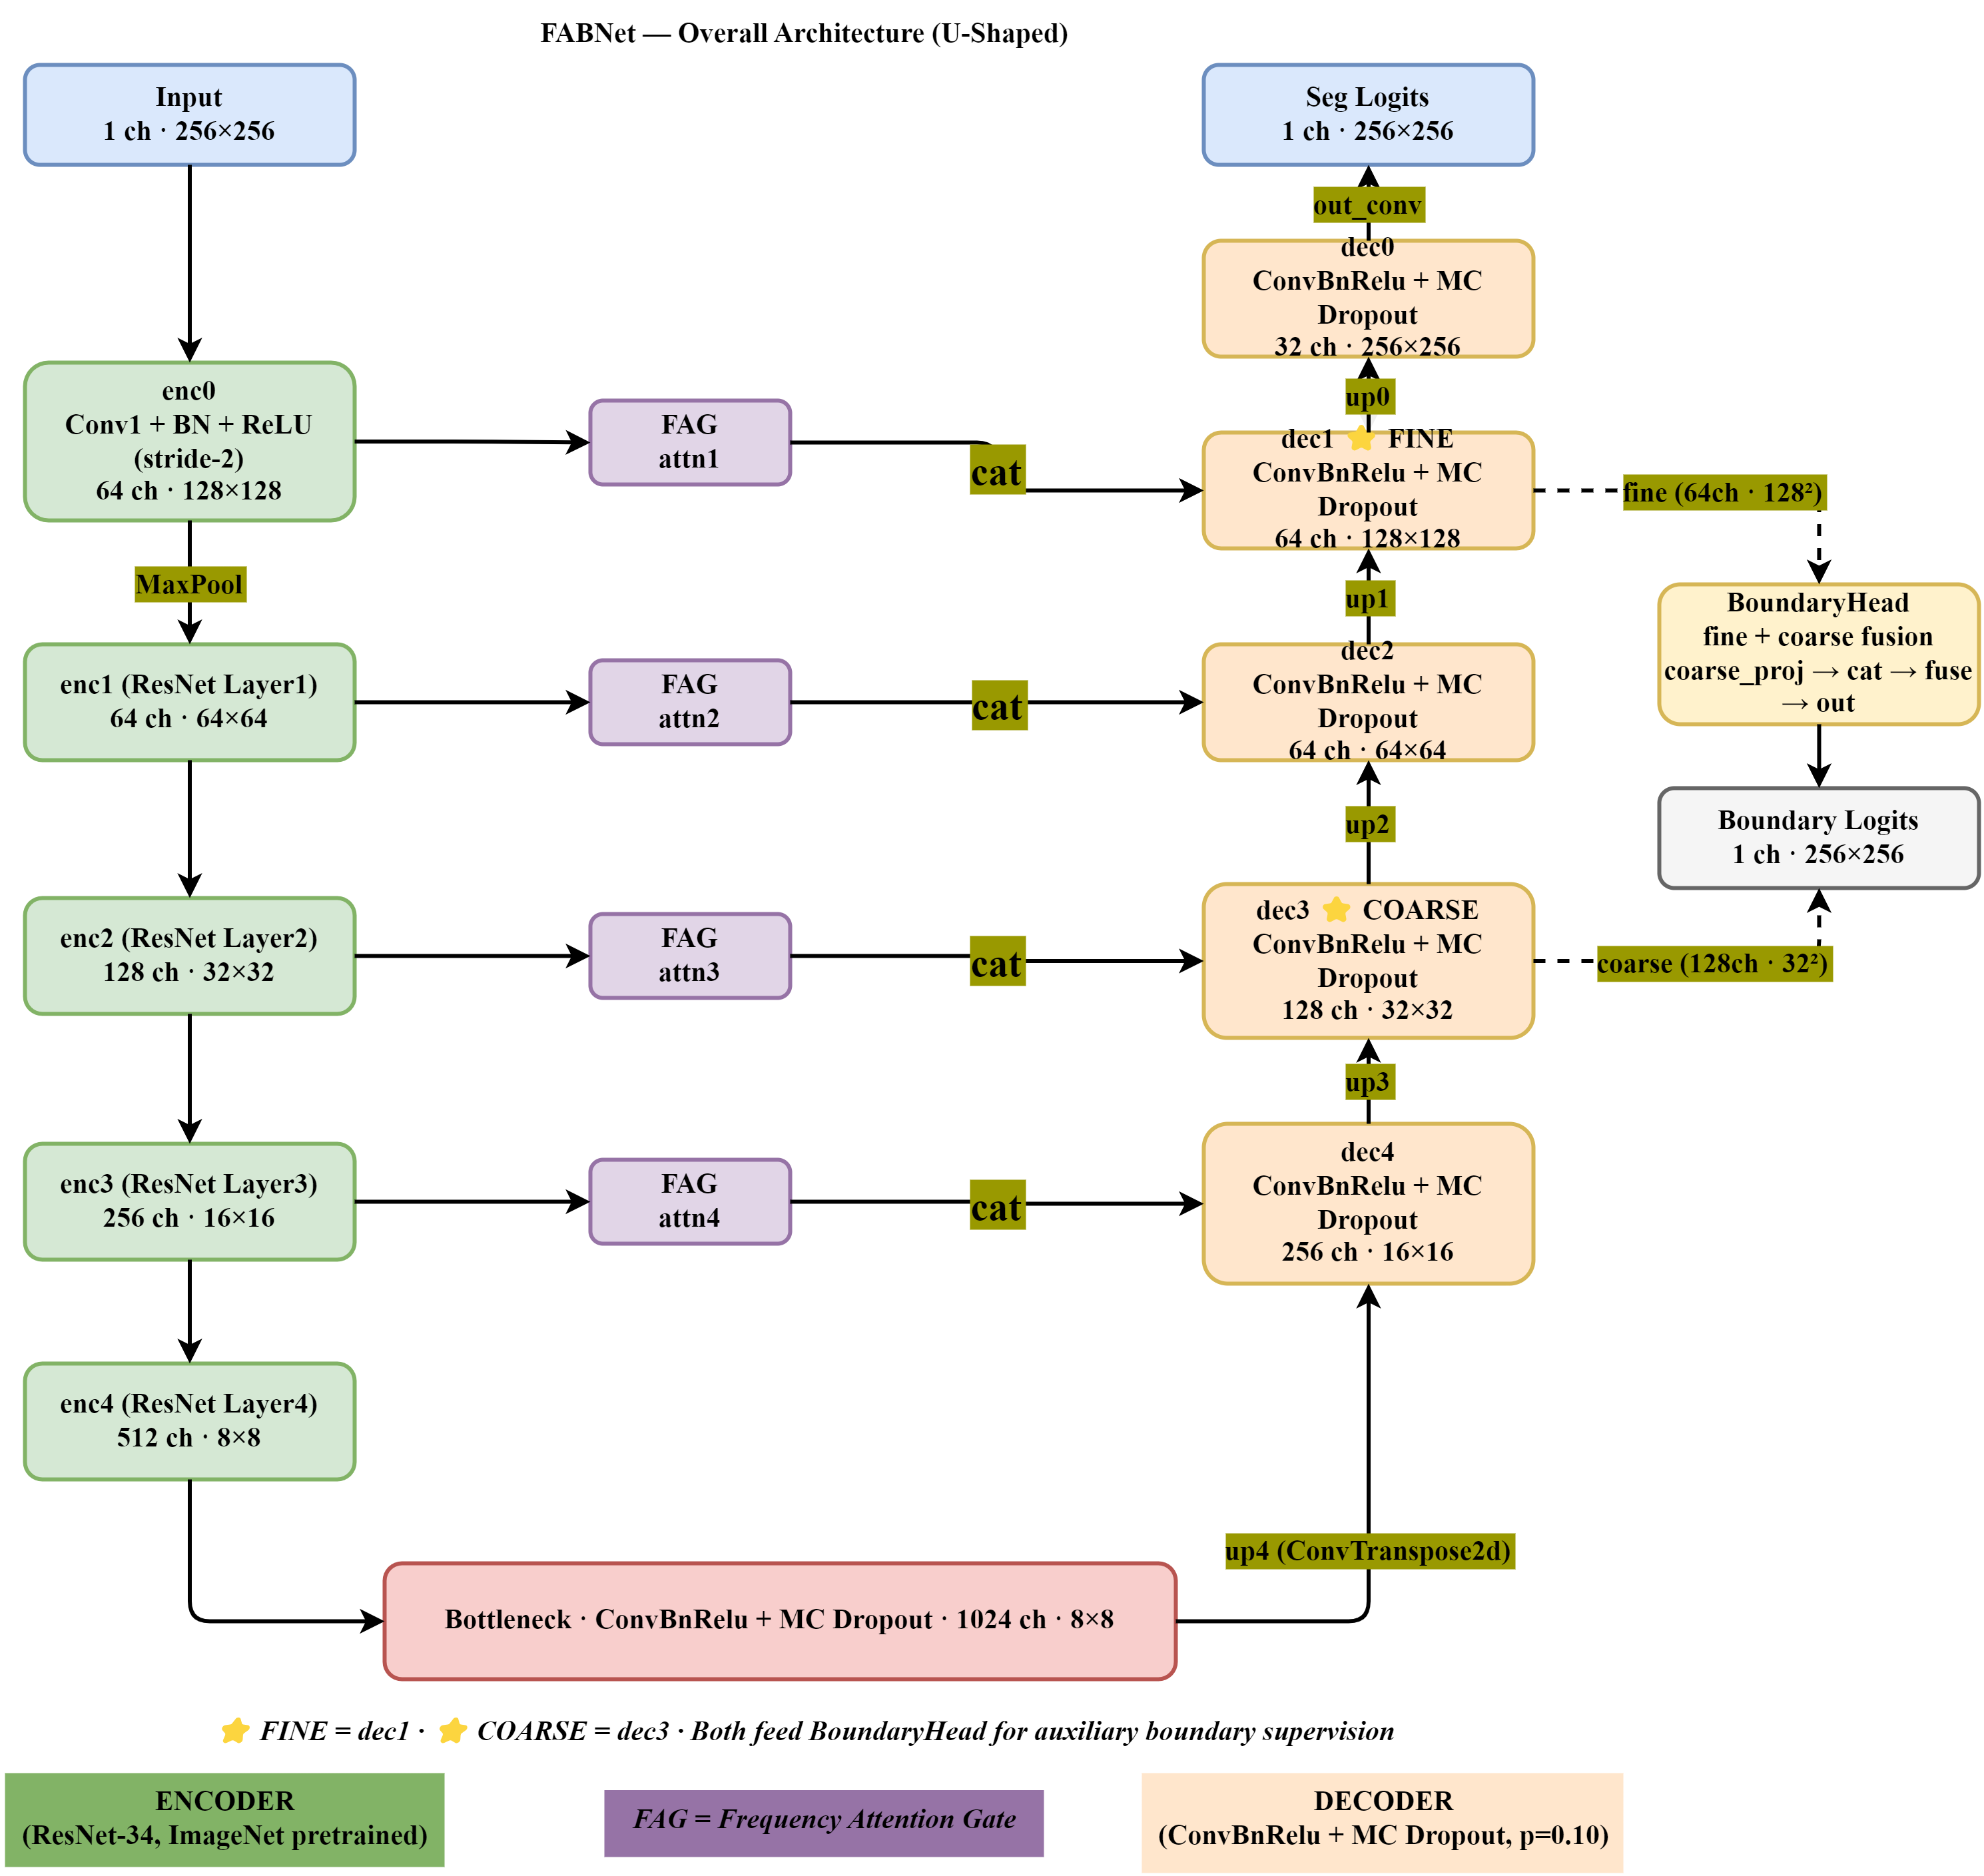 FABNet — Overall Architecture (U-Shaped)
Input
1 ch · 256×256
Seg Logits
1 ch · 256×256
out_conv
dec0
ConvBnRelu + MC
Dropout
32 ch · 256×256
up0
enc0
Conv1 + BN + ReLU
(stride-2)
64 ch · 128×128
FAG
attn1
cat
dec1 ⭐ FINE
ConvBnRelu + MC
Dropout
64 ch · 128×128
fine (64ch · 128²)
MaxPool
up1
BoundaryHead
fine + coarse fusion
coarse_proj → cat → fuse
→ out
enc1 (ResNet Layer1)
64 ch · 64×64
FAG
attn2
cat
dec2
ConvBnRelu + MC
Dropout
64 ch · 64×64
up2
Boundary Logits
1 ch · 256×256
enc2 (ResNet Layer2)
128 ch · 32×32
FAG
attn3
cat
dec3 ⭐ COARSE
ConvBnRelu + MC
Dropout
128 ch · 32×32
coarse (128ch · 32²)
up3
enc3 (ResNet Layer3)
256 ch · 16×16
FAG
attn4
cat
dec4
ConvBnRelu + MC
Dropout
256 ch · 16×16
enc4 (ResNet Layer4)
512 ch · 8×8
up4 (ConvTranspose2d)
Bottleneck · ConvBnRelu + MC Dropout · 1024 ch · 8×8
⭐ FINE = dec1 · ⭐ COARSE = dec3 · Both feed BoundaryHead for auxiliary boundary supervision
ENCODER
(ResNet-34, ImageNet pretrained)
FAG = Frequency Attention Gate
DECODER
(ConvBnRelu + MC Dropout, p=0.10)